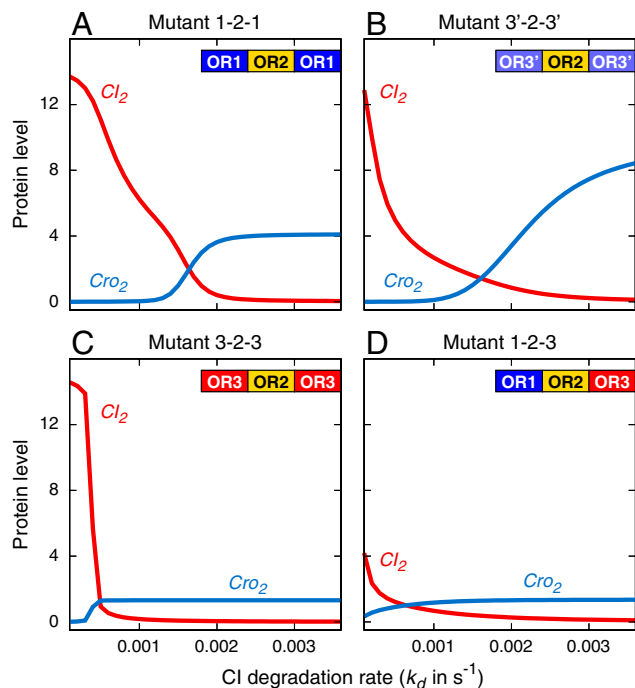 A Mutant 1-2-1
OR1 OR2 OR1
CI2
Cro2
12
8
4
0
Protein level
B Mutant 3'-2-3'
OR3' OR2 OR3'
CI2
Cro2
C Mutant 3-2-3
OR3 OR2 OR3
CI2
Cro2
12
8
4
0
Protein level
0.001 0.002 0.003
D Mutant 1-2-3
OR1 OR2 OR3
CI2
Cro2
0.001 0.002 0.003
CI degradation rate (kd in s⁻¹)